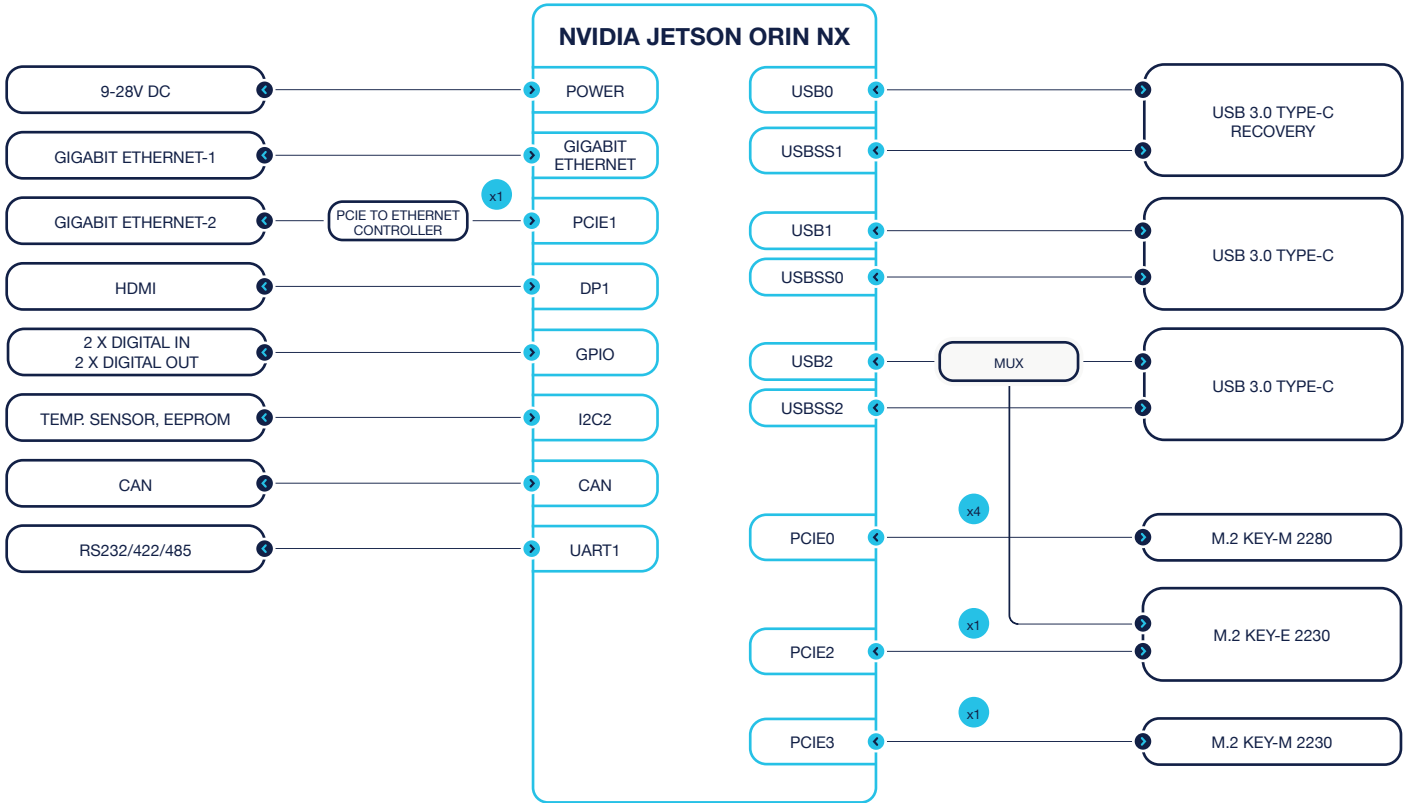 NVIDIA JETSON ORIN NX
9-28V DC
POWER
GIGABIT ETHERNET-1
GIGABIT
ETHERNET
GIGABIT ETHERNET-2
PCIE TO ETHERNET
CONTROLLER
x1
PCIE1
HDMI
DP1
2 X DIGITAL IN
2 X DIGITAL OUT
GPIO
TEMP. SENSOR, EEPROM
I2C2
CAN
CAN
RS232/422/485
UART1
USB0
USBSS1
USB 3.0 TYPE-C
RECOVERY
USB1
USBSS0
USB 3.0 TYPE-C
USB2
MUX
USBSS2
USB 3.0 TYPE-C
PCIE0
x4
M.2 KEY-M 2280
PCIE2
x1
M.2 KEY-E 2230
PCIE3
x1
M.2 KEY-M 2230